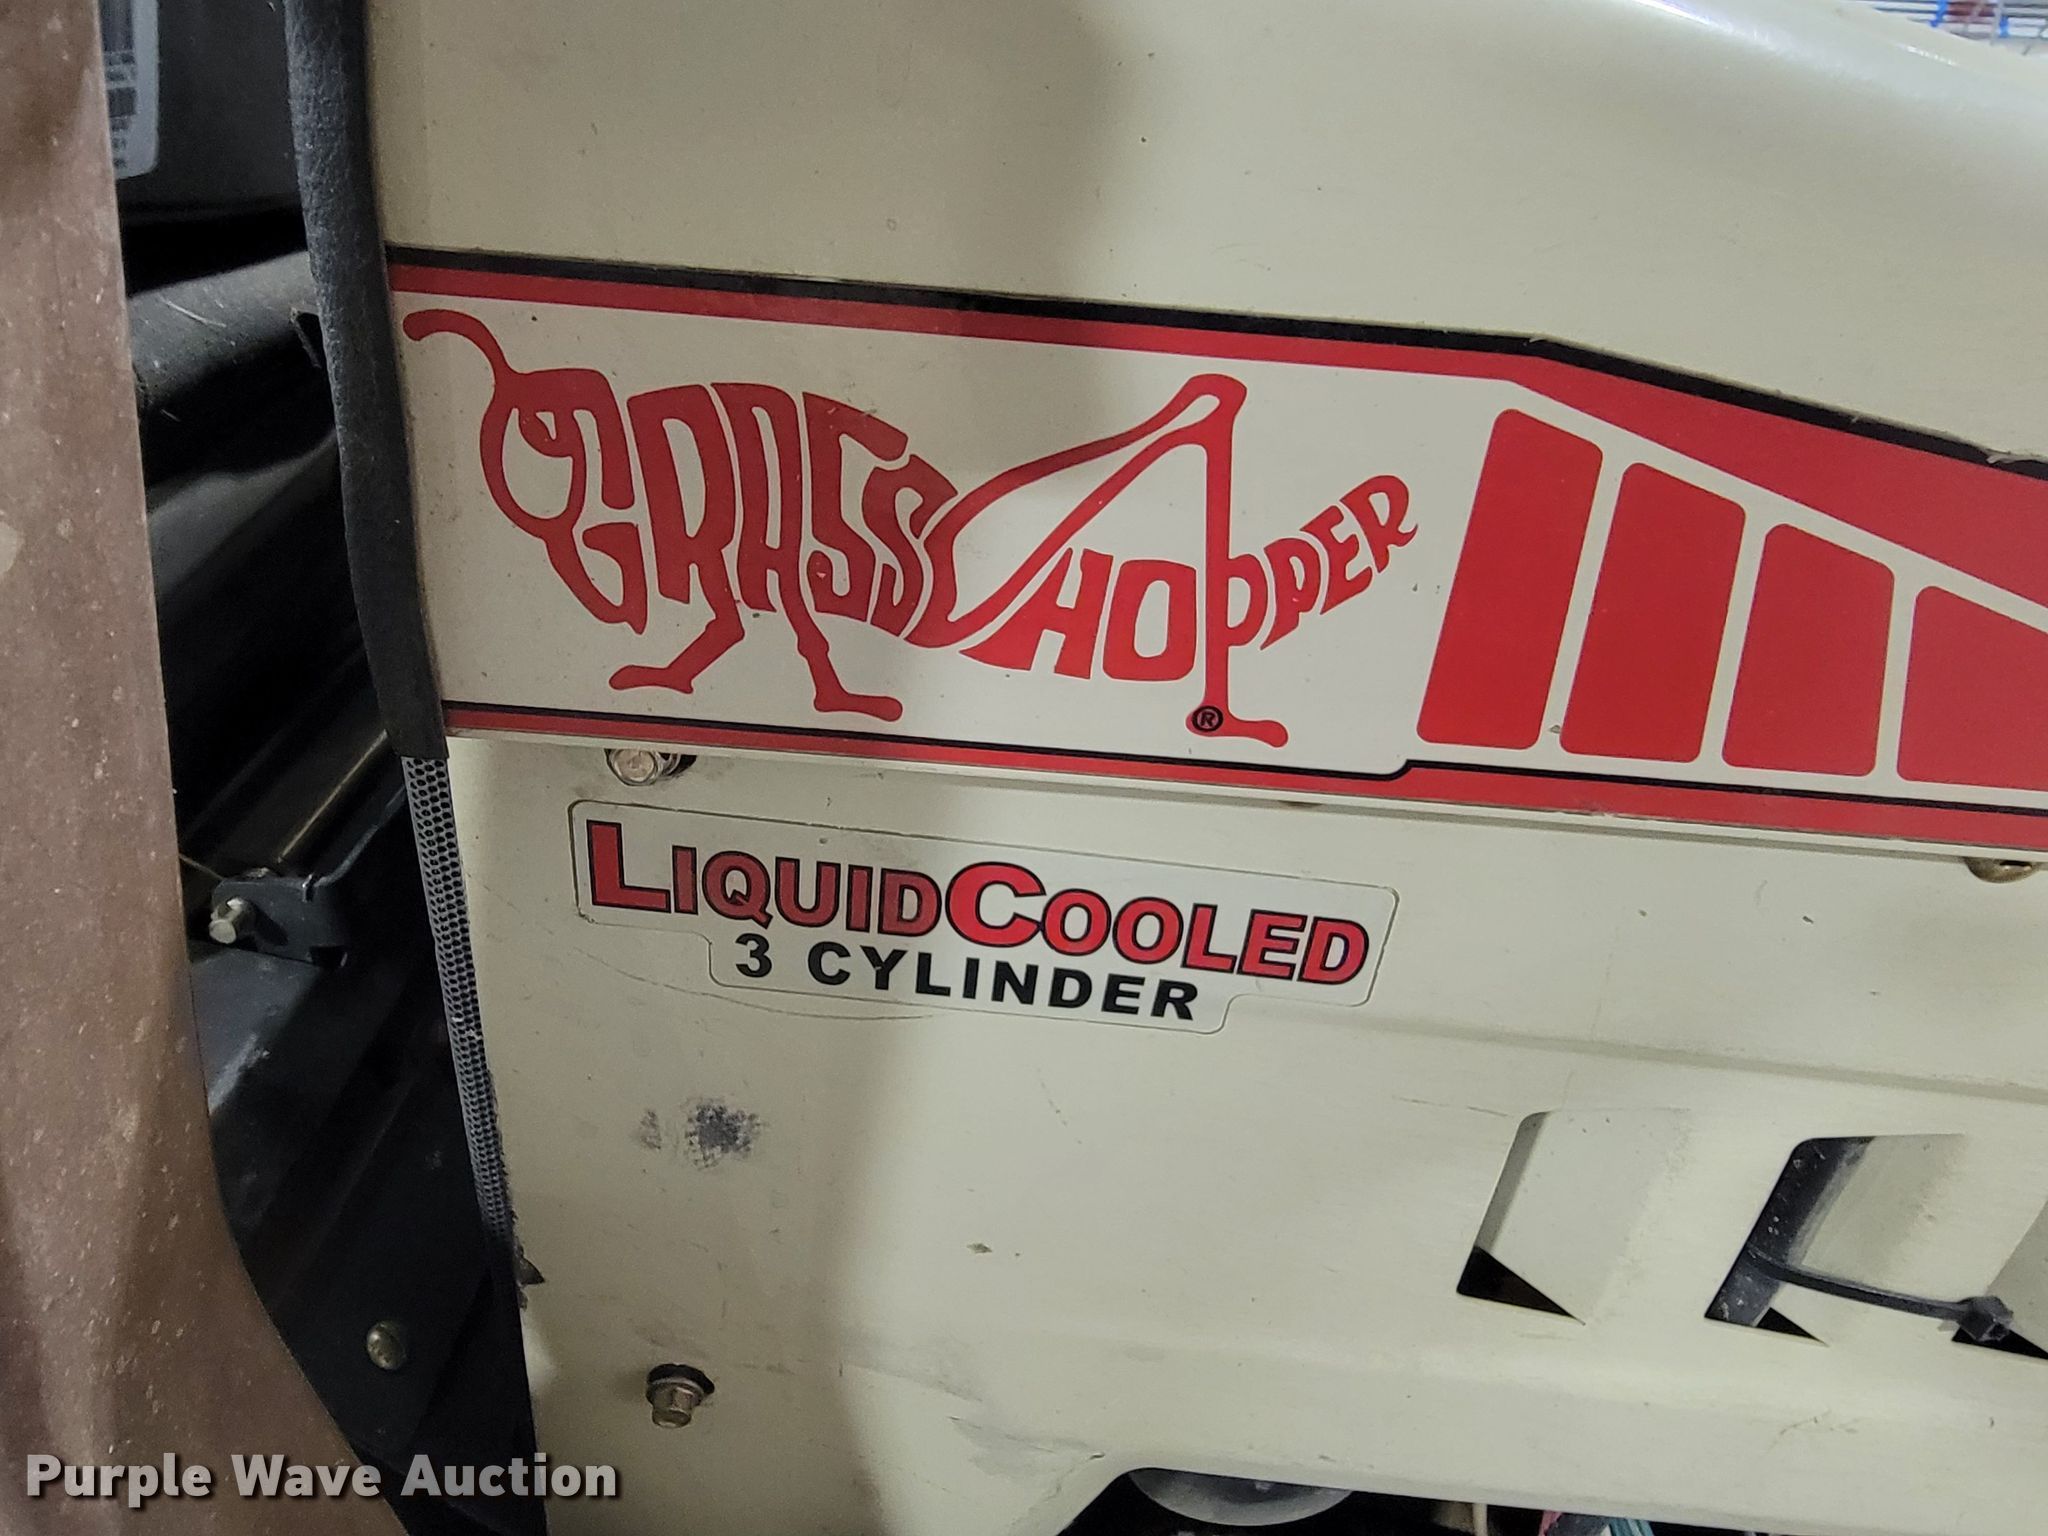 GRASSHOPPER
®
LIQUIDCOOLED
3 CYLINDER
Purple Wave Auction